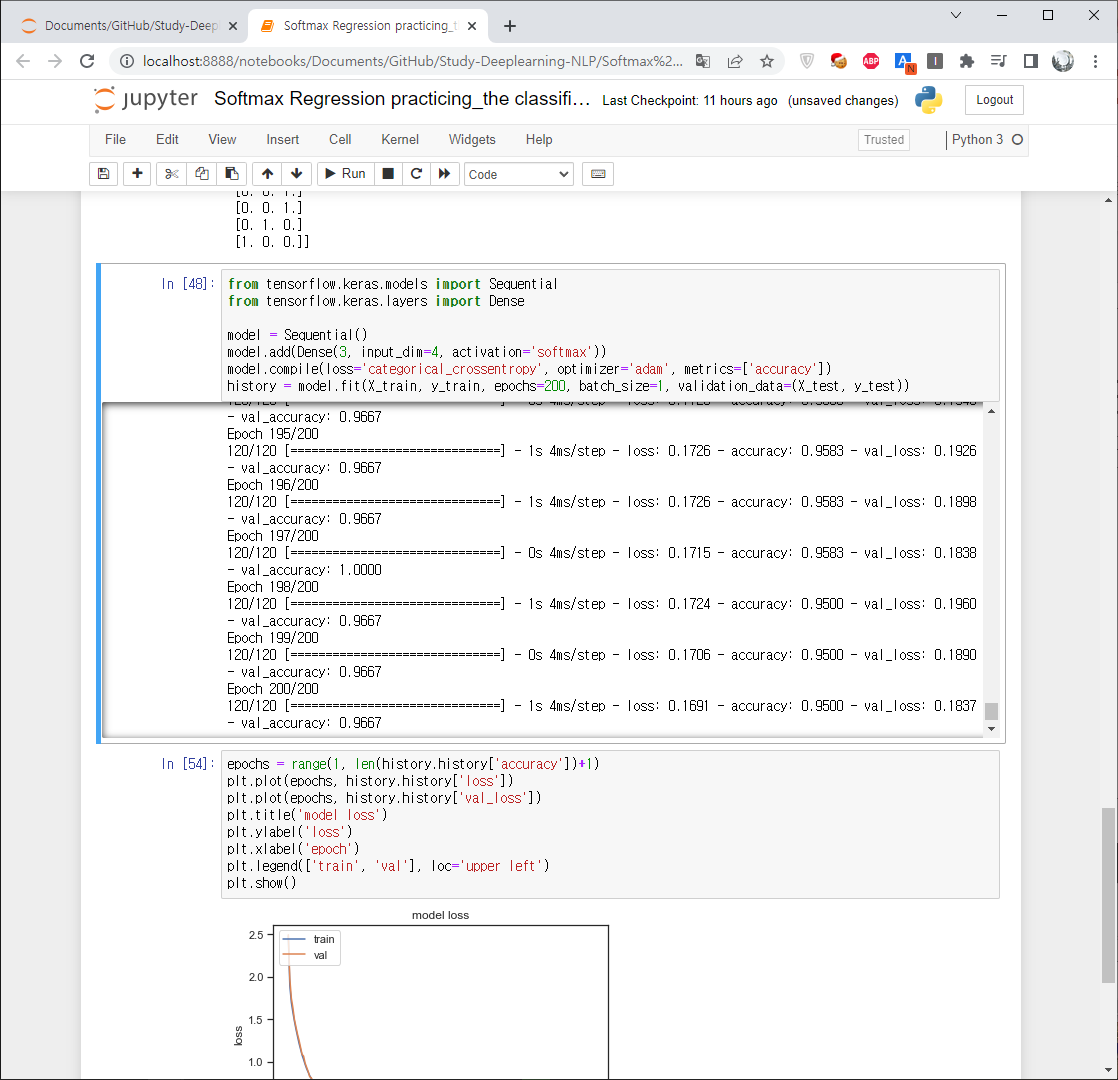 Documents/GitHub/Study-Deep
Softmax Regression practicing_t
localhost:8888/notebooks/Documents/GitHub/Study-Deeplearning-NLP/Softmax%2...
ABP
A
N
I
jupyter Softmax Regression practicing_the classifi... Last Checkpoint: 11 hours ago (unsaved changes)
Logout
File Edit View Insert Cell Kernel Widgets Help
Trusted
Python 3
Run
Code
[0. 0. 1.]
[0. 0. 1.]
[0. 1. 0.]
[1. 0. 0.]]
In [48]:
from tensorflow.keras.models import Sequential
from tensorflow.keras.layers import Dense
model = Sequential()
model.add(Dense(3, input_dim=4, activation='softmax'))
model.compile(loss='categorical_crossentropy', optimizer='adam', metrics=['accuracy'])
history = model.fit(X_train, y_train, epochs=200, batch_size=1, validation_data=(X_test, y_test))
- val_accuracy: 0.9667
Epoch 195/200
120/120 [==============================] - 1s 4ms/step - loss: 0.1726 - accuracy: 0.9583 - val_loss: 0.1926
- val_accuracy: 0.9667
Epoch 196/200
120/120 [==============================] - 1s 4ms/step - loss: 0.1726 - accuracy: 0.9583 - val_loss: 0.1898
- val_accuracy: 0.9667
Epoch 197/200
120/120 [==============================] - 0s 4ms/step - loss: 0.1715 - accuracy: 0.9583 - val_loss: 0.1838
- val_accuracy: 1.0000
Epoch 198/200
120/120 [==============================] - 1s 4ms/step - loss: 0.1724 - accuracy: 0.9500 - val_loss: 0.1960
- val_accuracy: 0.9667
Epoch 199/200
120/120 [==============================] - 0s 4ms/step - loss: 0.1706 - accuracy: 0.9500 - val_loss: 0.1890
- val_accuracy: 0.9667
Epoch 200/200
120/120 [==============================] - 1s 4ms/step - loss: 0.1691 - accuracy: 0.9500 - val_loss: 0.1837
- val_accuracy: 0.9667
In [54]:
epochs = range(1, len(history.history['accuracy'])+1)
plt.plot(epochs, history.history['loss'])
plt.plot(epochs, history.history['val_loss'])
plt.title('model loss')
plt.ylabel('loss')
plt.xlabel('epoch')
plt.legend(['train', 'val'], loc='upper left')
plt.show()
model loss
2.5
train
val
2.0
1.5
loss
1.0